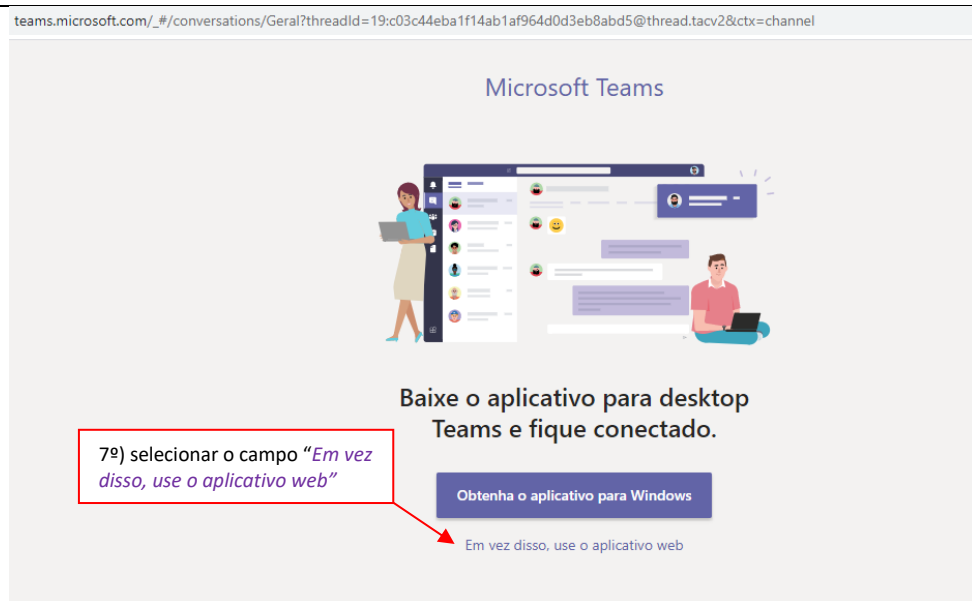 teams.microsoft.com/_#/conversations/Geral?threadId=19:c03c44eba1f14ab1af964d0d3eb8abd5@thread.tacv2&ctx=channel
Microsoft Teams
Baixe o aplicativo para desktop
Teams e fique conectado.
7º) selecionar o campo “Em vez
disso, use o aplicativo web”
Obtenha o aplicativo para Windows
Em vez disso, use o aplicativo web